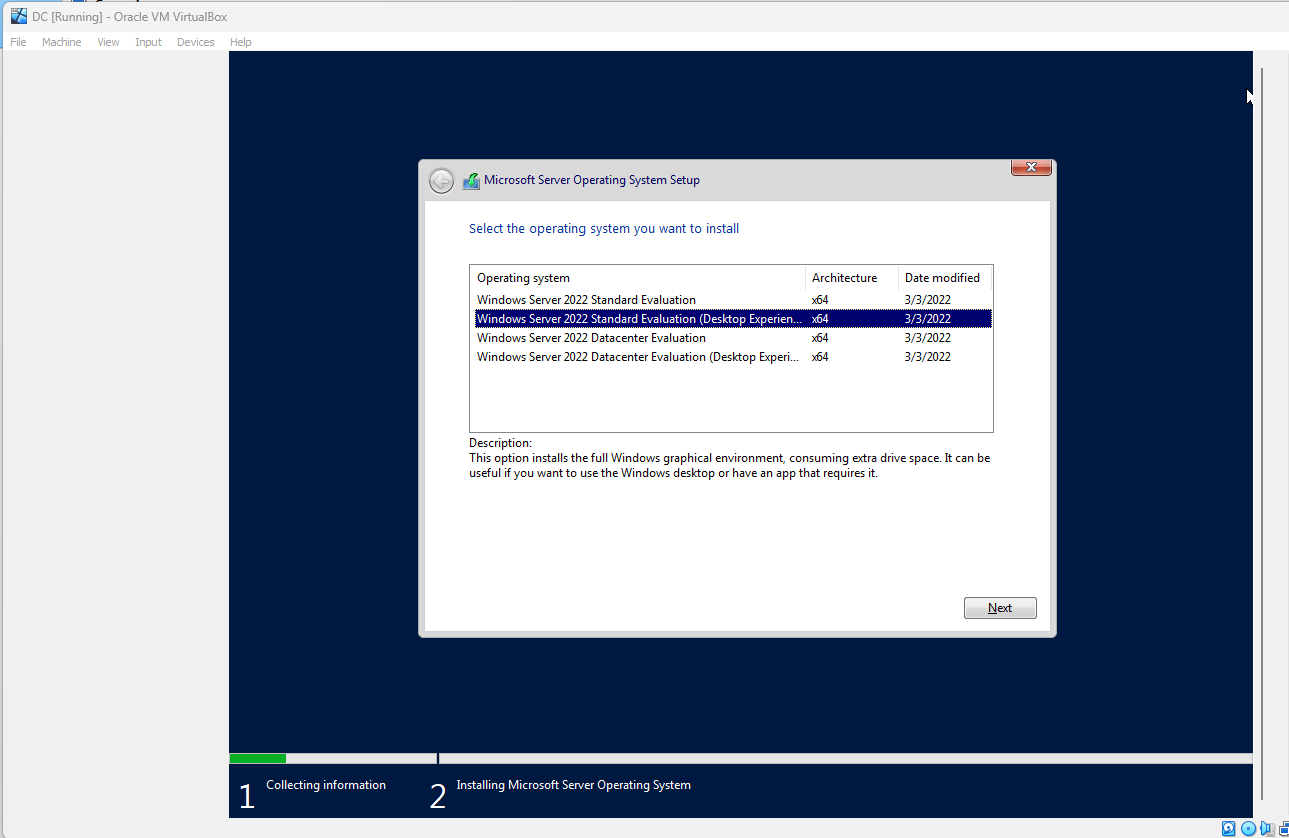 DC [Running] - Oracle VM VirtualBox
File Machine View Input Devices Help
Microsoft Server Operating System Setup
Select the operating system you want to install
Operating system Architecture Date modified
Windows Server 2022 Standard Evaluation x64 3/3/2022
Windows Server 2022 Standard Evaluation (Desktop Experien... x64 3/3/2022
Windows Server 2022 Datacenter Evaluation x64 3/3/2022
Windows Server 2022 Datacenter Evaluation (Desktop Experi... x64 3/3/2022
Description:
This option installs the full Windows graphical environment, consuming extra drive space. It can be
useful if you want to use the Windows desktop or have an app that requires it.
Next
1 Collecting information 2 Installing Microsoft Server Operating System